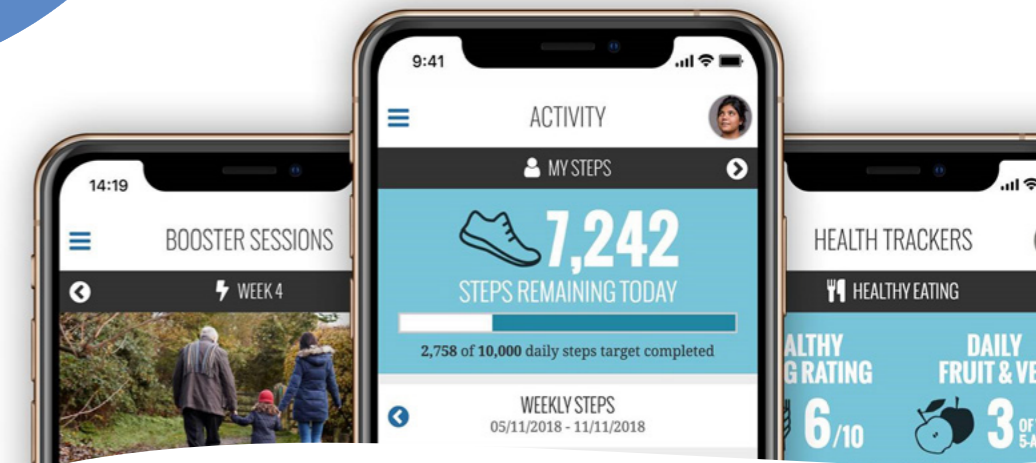 14:19
BOOSTER SESSIONS
WEEK 4
9:41
ACTIVITY
MY STEPS
7,242
STEPS REMAINING TODAY
2,758 of 10,000 daily steps target completed
WEEKLY STEPS
05/11/2018 - 11/11/2018
HEALTH TRACKERS
HEALTHY EATING
RATING
6/10
DAILY
FRUIT & VE
3 OF
5-A